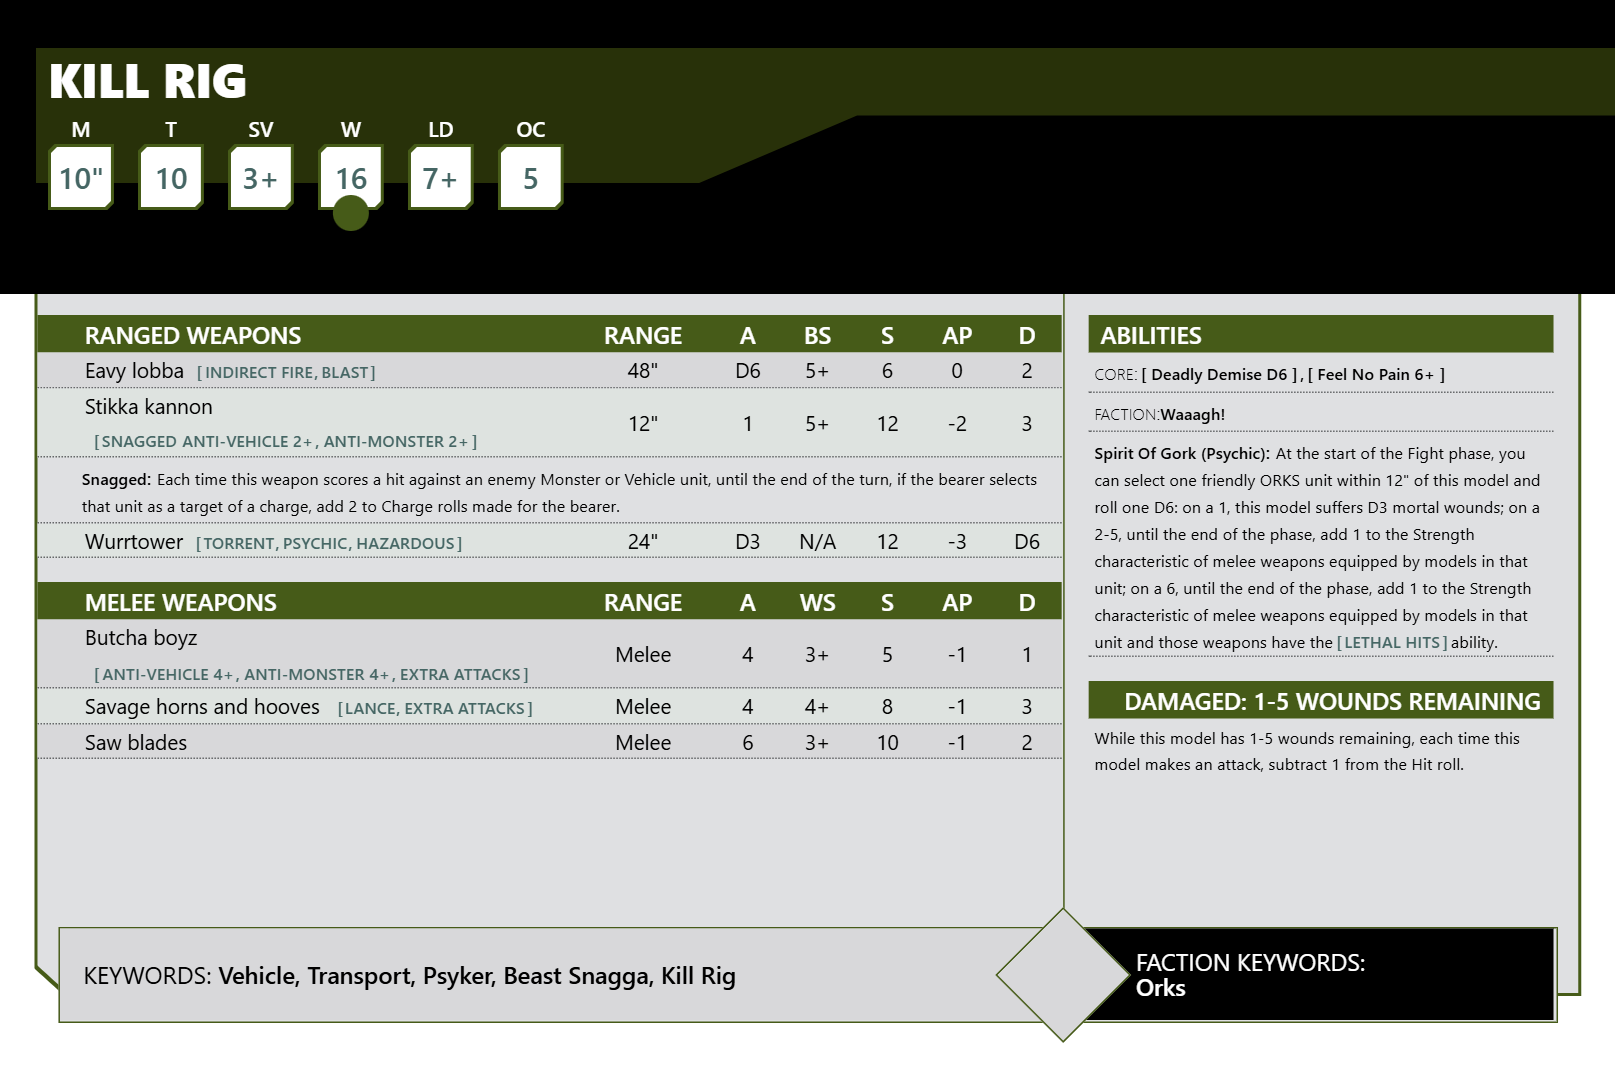 KILL RIG
M T SV W LD OC
10" 10 3+ 16 7+ 5
RANGED WEAPONS RANGE A BS S AP D
Eavy lobba [INDIRECT FIRE, BLAST] 48" D6 5+ 6 0 2
Stikka kannon
[SNAGGED ANTI-VEHICLE 2+, ANTI-MONSTER 2+] 12" 1 5+ 12 -2 3
Snagged: Each time this weapon scores a hit against an enemy Monster or Vehicle unit, until the end of the turn, if the bearer selects
that unit as a target of a charge, add 2 to Charge rolls made for the bearer.
Wurrtower [TORRENT, PSYCHIC, HAZARDOUS] 24" D3 N/A 12 -3 D6
MELEE WEAPONS RANGE A WS S AP D
Butcha boyz
[ANTI-VEHICLE 4+, ANTI-MONSTER 4+, EXTRA ATTACKS] Melee 4 3+ 5 -1 1
Savage horns and hooves [LANCE, EXTRA ATTACKS] Melee 4 4+ 8 -1 3
Saw blades Melee 6 3+ 10 -1 2
ABILITIES
CORE: [ Deadly Demise D6 ] , [ Feel No Pain 6+ ]
FACTION:Waaagh!
Spirit Of Gork (Psychic): At the start of the Fight phase, you
can select one friendly ORKS unit within 12" of this model and
roll one D6: on a 1, this model suffers D3 mortal wounds; on a
2-5, until the end of the phase, add 1 to the Strength
characteristic of melee weapons equipped by models in that
unit; on a 6, until the end of the phase, add 1 to the Strength
characteristic of melee weapons equipped by models in that
unit and those weapons have the [LETHAL HITS] ability.
DAMAGED: 1-5 WOUNDS REMAINING
While this model has 1-5 wounds remaining, each time this
model makes an attack, subtract 1 from the Hit roll.
KEYWORDS: Vehicle, Transport, Psyker, Beast Snagga, Kill Rig
FACTION KEYWORDS:
Orks